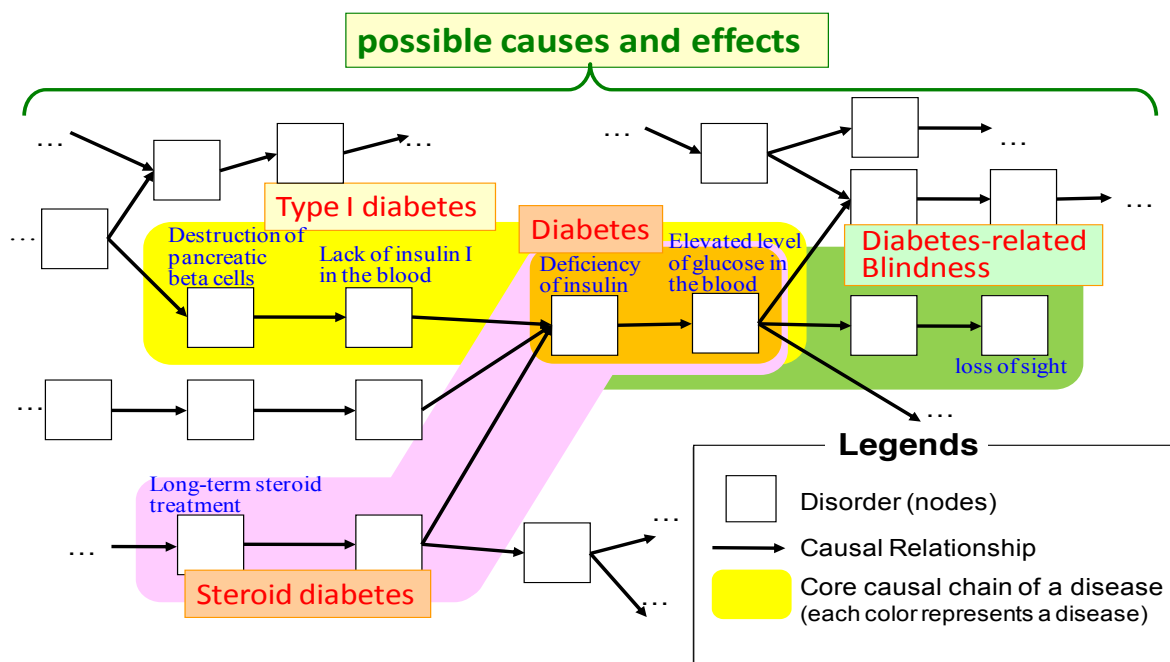 possible causes and effects
...
...
...
...
...
...
Type I diabetes
Diabetes
Diabetes-related
Blindness
Destruction of
pancreatic
beta cells
Lack of insulin I
in the blood
Deficiency
of insulin
Elevated level
of glucose in
the blood
loss of sight
...
...
Long-term steroid
treatment
...
...
...
Steroid diabetes
Legends
Disorder (nodes)
Causal Relationship
Core causal chain of a disease
(each color represents a disease)